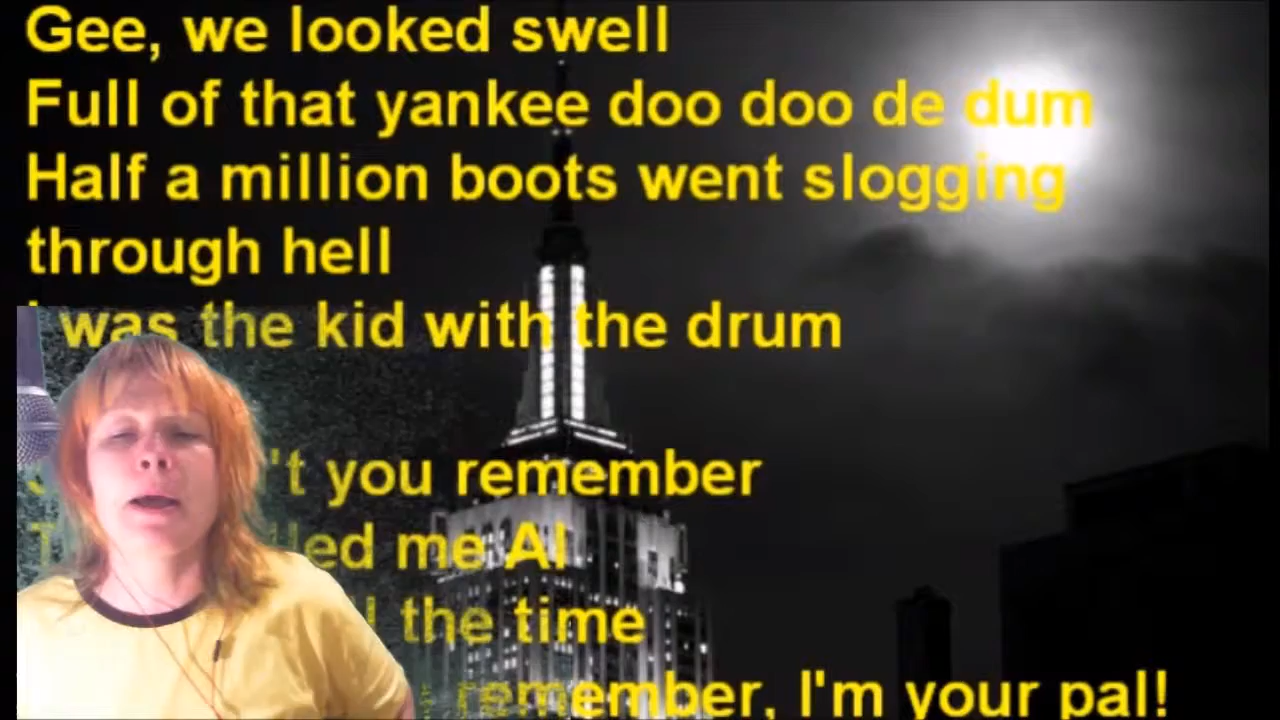 Gee, we looked swell
Full of that yankee doo doo de dum
Half a million boots went slogging
through hell
was the kid with the drum
't you remember
led me Al
the time
remember, I'm your pal!